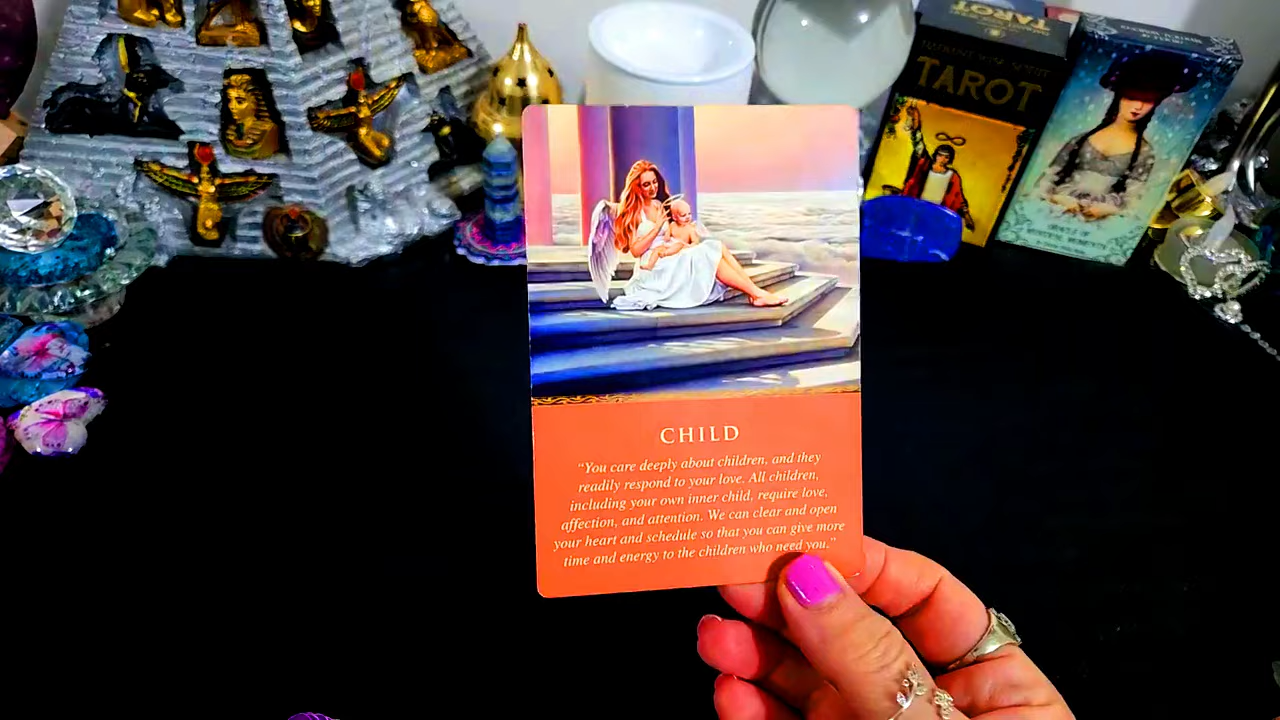 TAROT
TAROT
CHILD
“You care deeply about children, and they
readily respond to your love. All children,
including your own inner child, require love,
affection, and attention. We can clear and open
your heart and schedule so that you can give more
time and energy to the children who need you.”